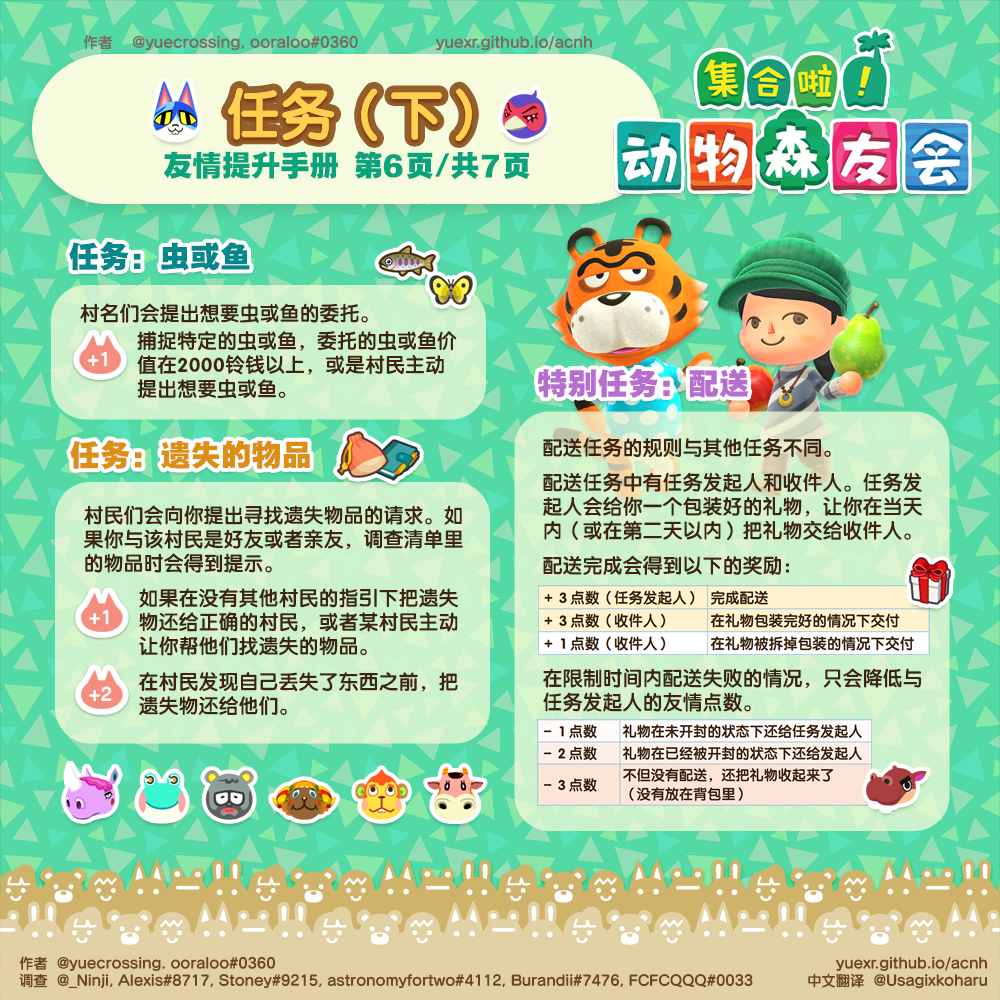 作者 @yuecrossing, ooraloo#0360 yuexr.github.io/acnh
集合啦！
动物森友会
任务（下）
友情提升手册 第6页/共7页
任务：虫或鱼
村名们会提出想要虫或鱼的委托。
+1
捕捉特定的虫或鱼，委托的虫或鱼价
值在2000铃钱以上，或是村民主动
提出想要虫或鱼。
任务：遗失的物品
村民们会向你提出寻找遗失物品的请求。如
果你与该村民是好友或者亲友，调查清单里
的物品时会得到提示。
+1
如果在没有其他村民的指引下把遗失
物还给正确的村民，或者某村民主动
让你帮他们找遗失的物品。
+2
在村民发现自己丢失了东西之前，把
遗失物还给他们。
特别任务：配送
配送任务的规则与其他任务不同。
配送任务中有任务发起人和收件人。任务发
起人会给你一个包装好的礼物，让你在当天
内（或在第二天以内）把礼物交给收件人。
配送完成会得到以下的奖励：
+ 3 点数（任务发起人） 完成配送
+ 3 点数（收件人） 在礼物包装完好的情况下交付
+ 1 点数（收件人） 在礼物被拆掉包装的情况下交付
在限制时间内配送失败的情况，只会降低与
任务发起人的友情点数。
– 1 点数 礼物在未开封的状态下还给任务发起人
– 2 点数 礼物在已经被开封的状态下还给发起人
– 3 点数 不但没有配送，还把礼物收起来了
（没有放在背包里）
作者 @yuecrossing. ooraloo#0360 yuexr.github.io/acnh
调查 @_Ninji, Alexis#8717, Stoney#9215, astronomyfortwo#4112, Burandii#7476, FCFCQQQ#0033 中文翻译 @Usagixkoharu